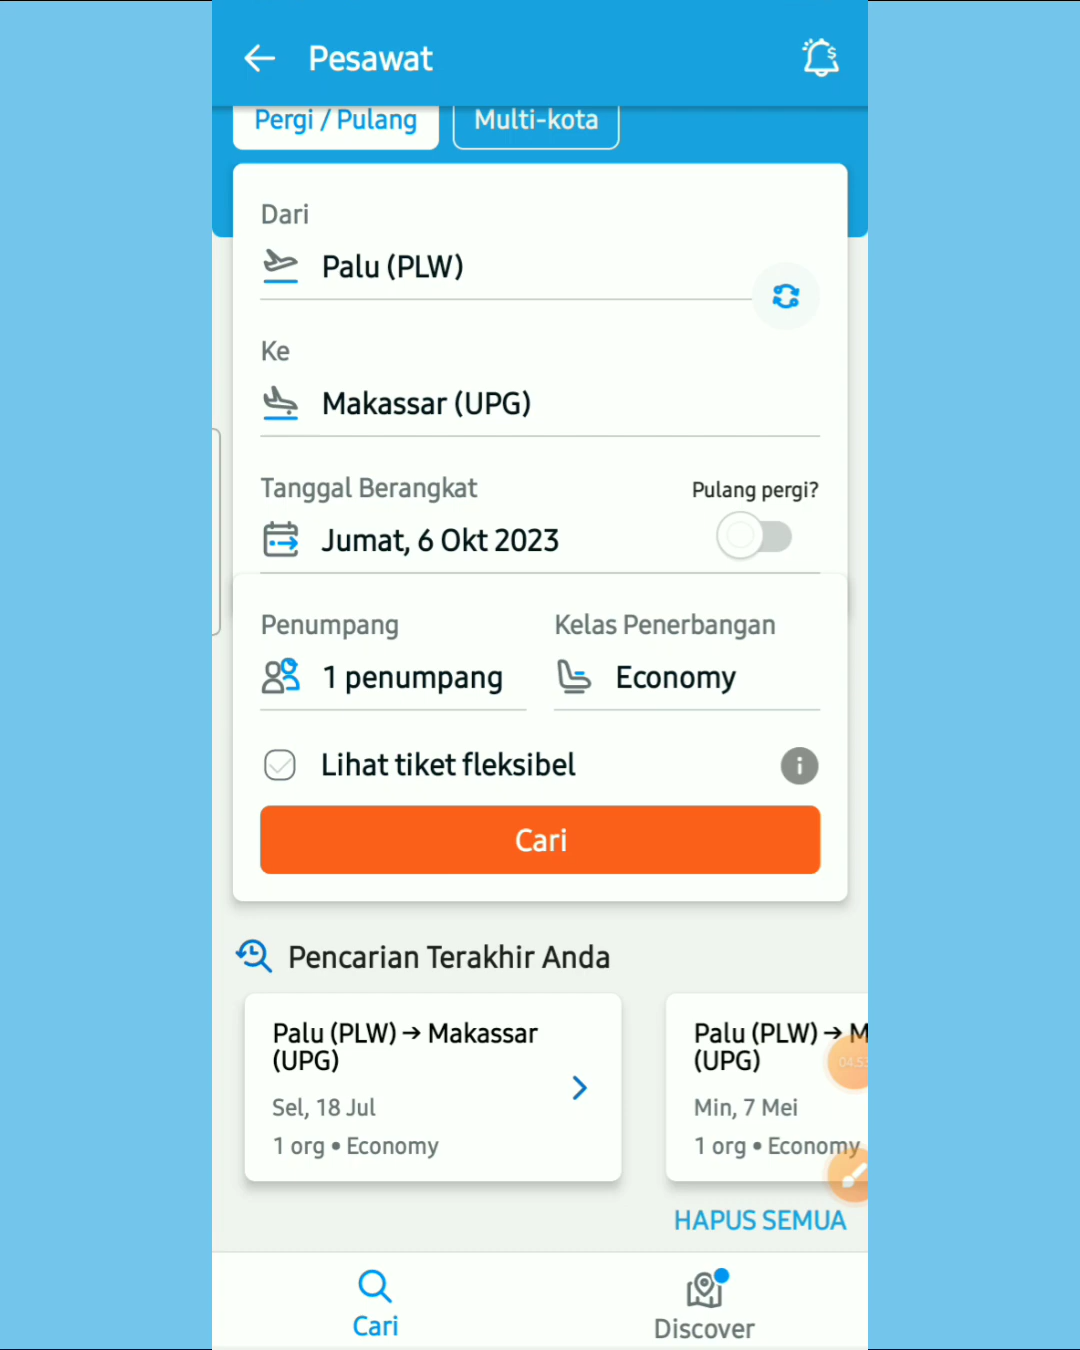 Pesawat
Pergi / Pulang
Multi-kota
Dari
Palu (PLW)
Ke
Makassar (UPG)
Tanggal Berangkat
Pulang pergi?
Jumat, 6 Okt 2023
Penumpang
Kelas Penerbangan
1 penumpang
Economy
Lihat tiket fleksibel
Cari
Pencarian Terakhir Anda
Palu (PLW) → Makassar
(UPG)
Sel, 18 Jul
1 org • Economy
Palu (PLW) → M
(UPG)
Min, 7 Mei
1 org • Economy
04:53
HAPUS SEMUA
Cari
Discover